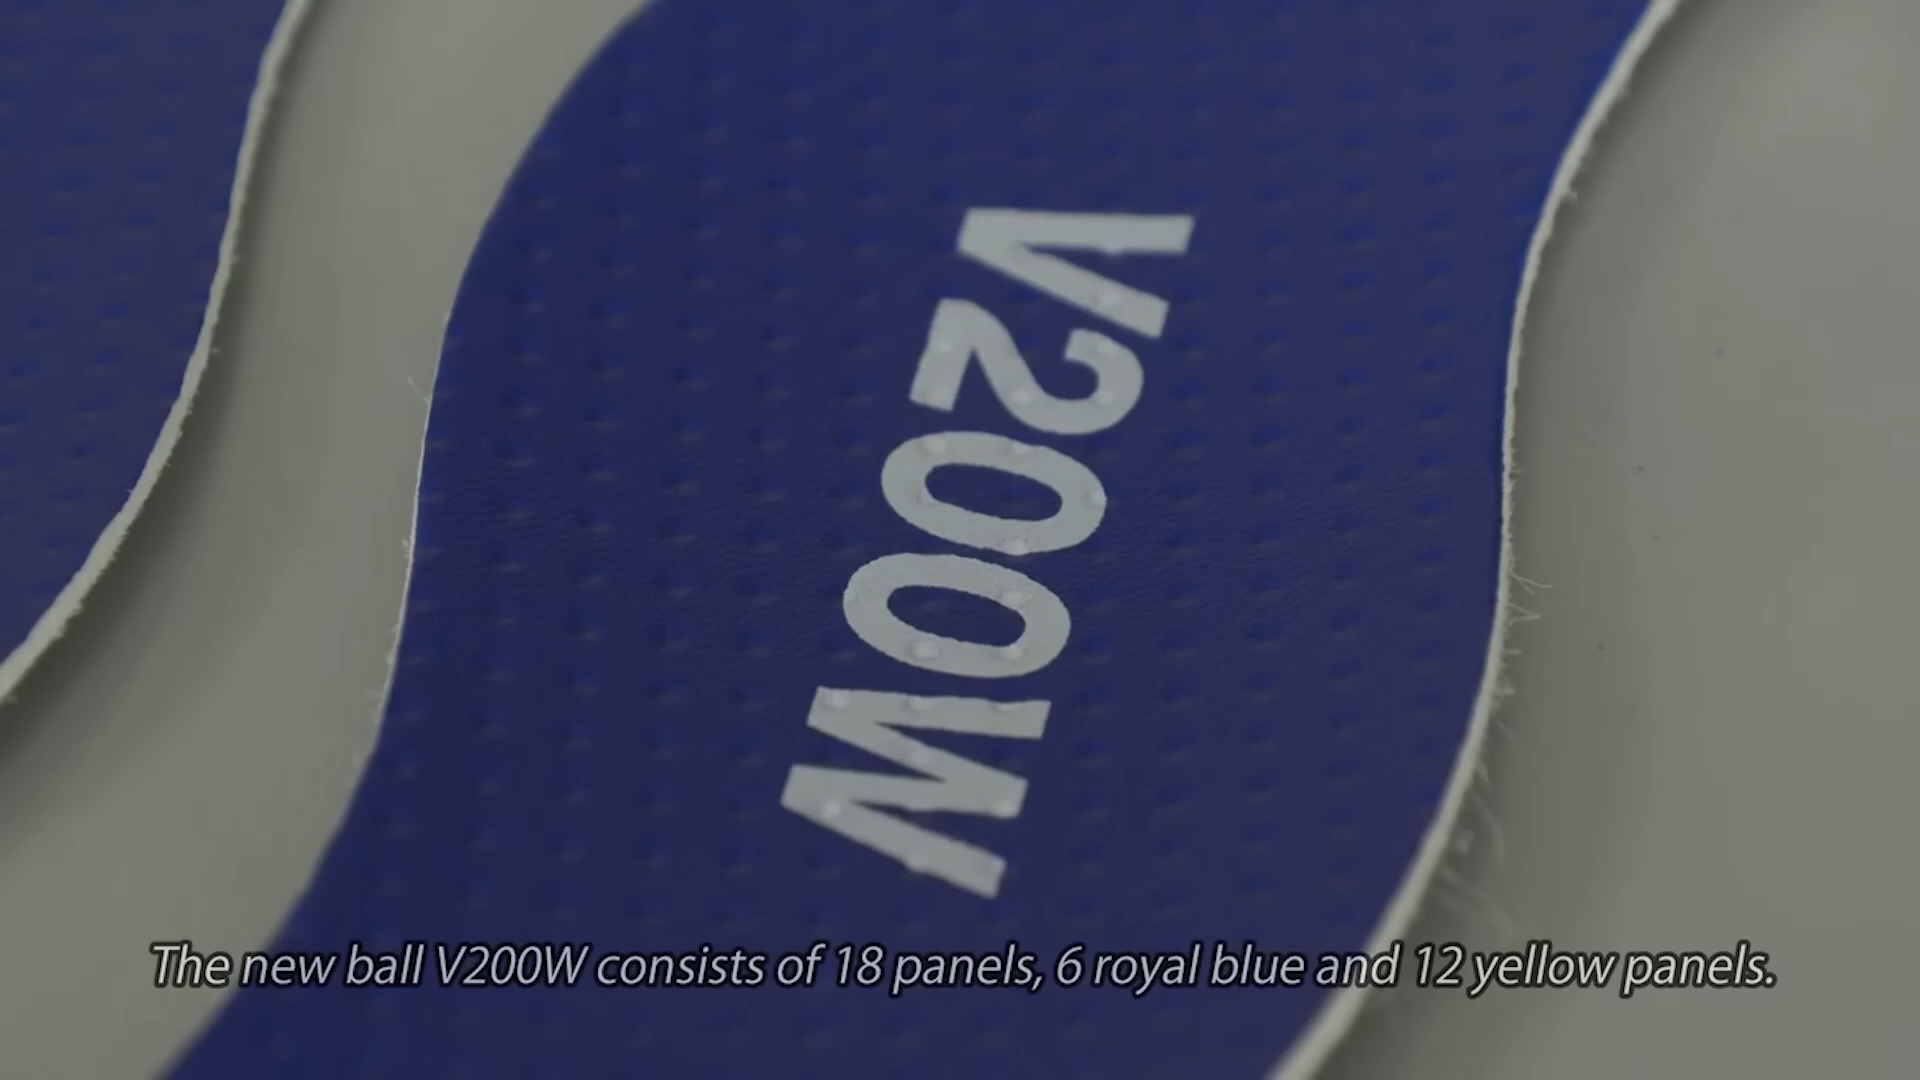 V200W
The new ball V200W consists of 18 panels, 6 royal blue and 12 yellow panels.